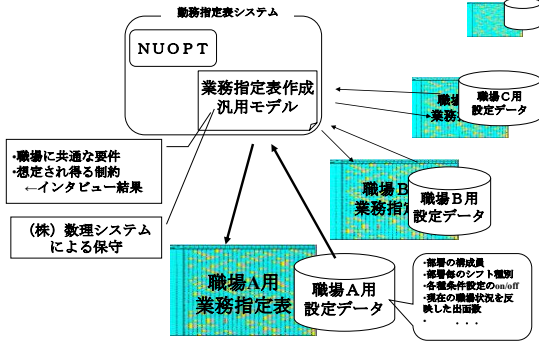 勤務指定表システム
NUOPT
業務指定表作成
汎用モデル
・職場に共通な要件
・想定され得る制約
←インタビュー結果
(株)数理システム
による保守
職場C用
設定データ
職場B
業務指
職場B用
設定データ
職場A用
業務指定表
職場A用
設定データ
・部署の構成員
・部署毎のシフト種別
・各種条件設定のon/off
・現在の職場状況を反
映した出面数
・ ・・・